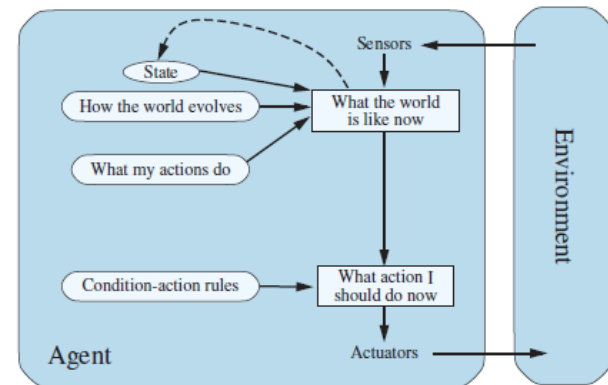 Sensors
State
How the world evolves
What the world
is like now
What my actions do
Condition-action rules
What action I
should do now
Agent
Actuators
Environment